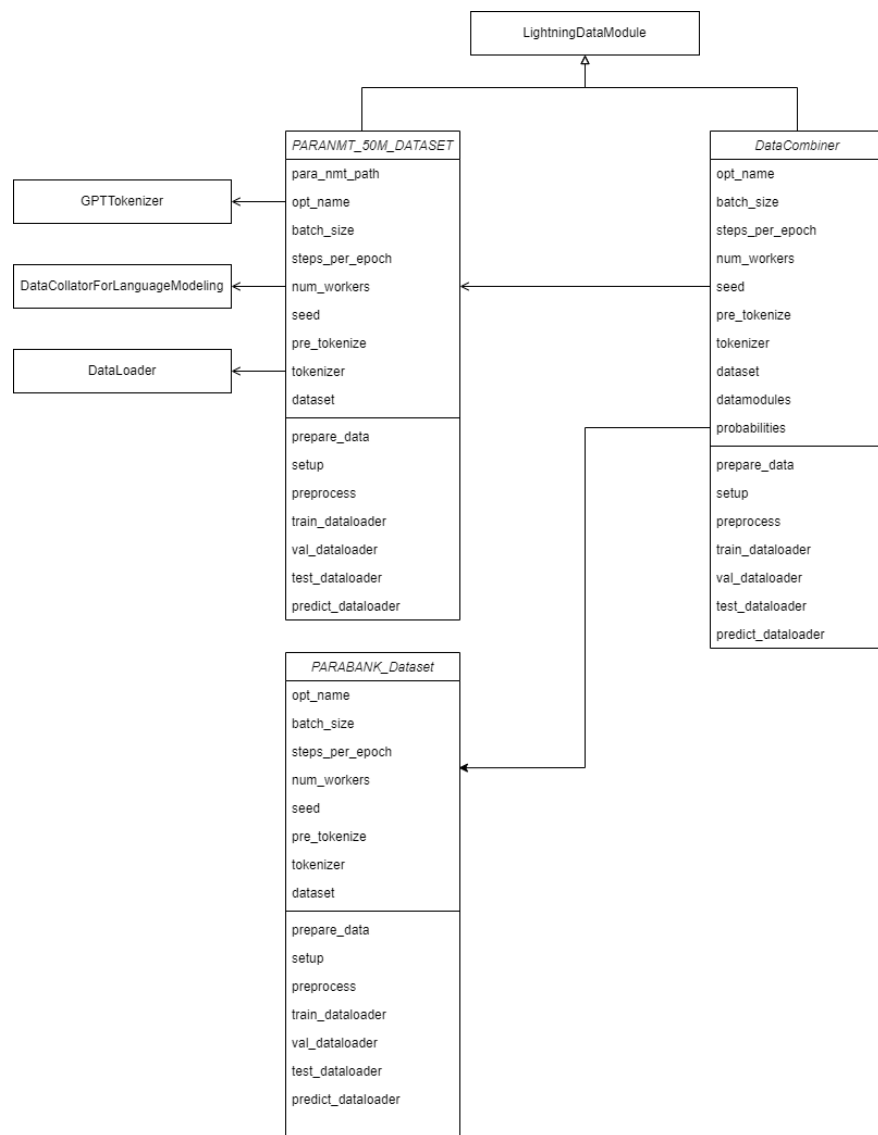 LightningDataModule
PARANMT_50M_DATASET
para_nmt_path
opt_name
batch_size
steps_per_epoch
num_workers
seed
pre_tokenize
tokenizer
dataset
prepare_data
setup
preprocess
train_dataloader
val_dataloader
test_dataloader
predict_dataloader
GPTTokenizer
DataCollatorForLanguageModeling
DataLoader
DataCombiner
opt_name
batch_size
steps_per_epoch
num_workers
seed
pre_tokenize
tokenizer
dataset
datamodules
probabilities
prepare_data
setup
preprocess
train_dataloader
val_dataloader
test_dataloader
predict_dataloader
PARABANK_Dataset
opt_name
batch_size
steps_per_epoch
num_workers
seed
pre_tokenize
tokenizer
dataset
prepare_data
setup
preprocess
train_dataloader
val_dataloader
test_dataloader
predict_dataloader